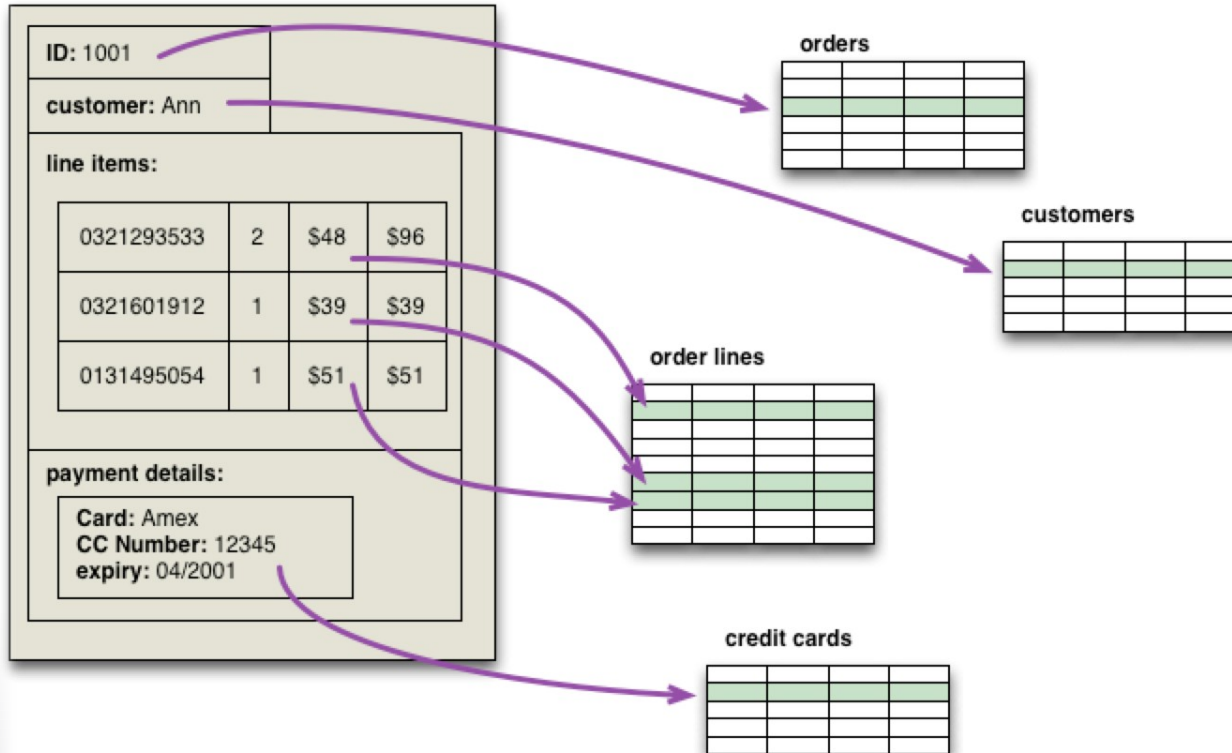 ID: 1001
customer: Ann
line items:
0321293533 2 $48 $96
0321601912 1 $39 $39
0131495054 1 $51 $51
payment details:
Card: Amex
CC Number: 12345
expiry: 04/2001
orders
customers
order lines
credit cards